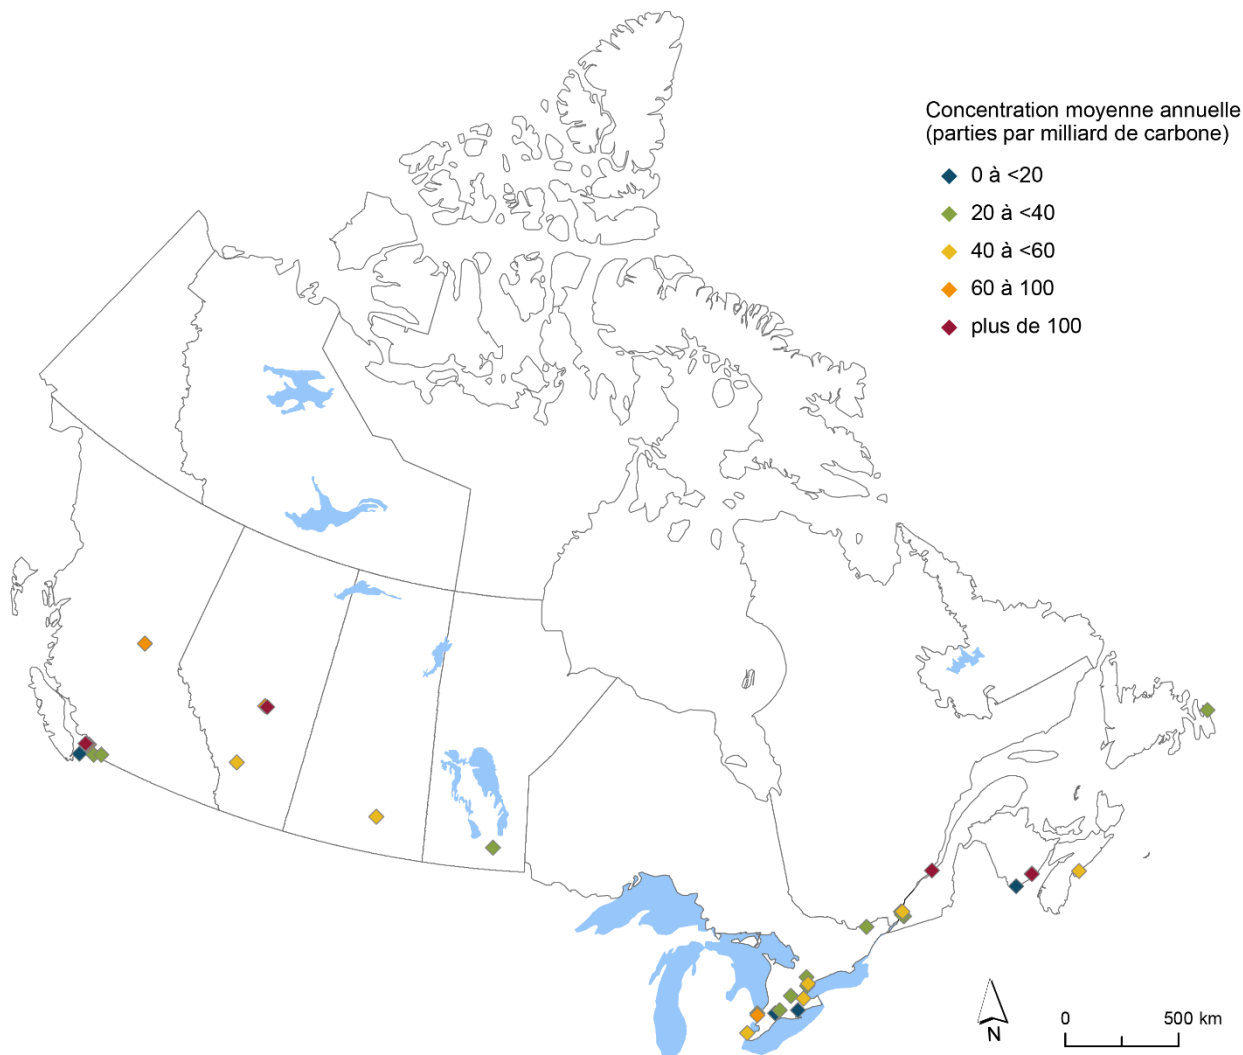 Concentration moyenne annuelle
(parties par milliard de carbone)
0 à <20
20 à <40
40 à <60
60 à 100
plus de 100
N
0 500 km